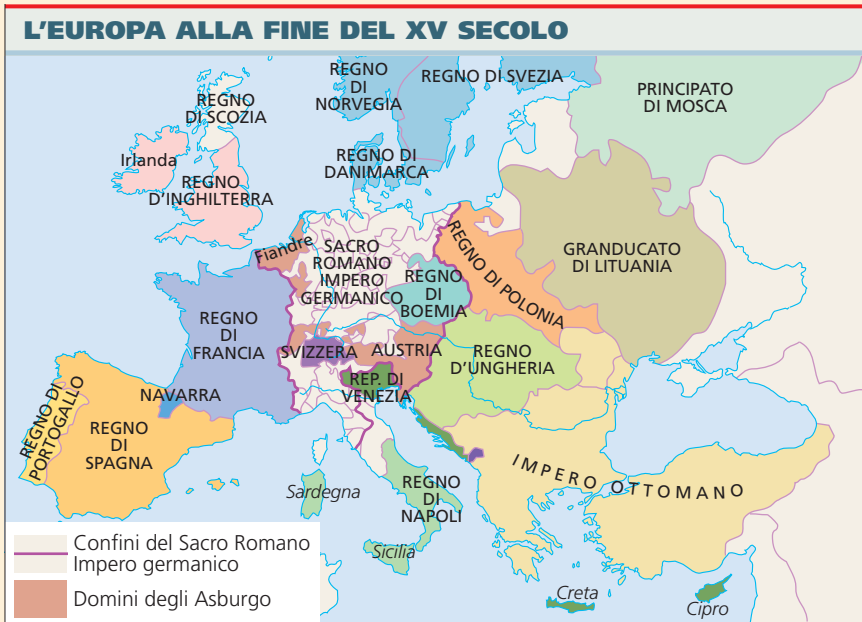 L'EUROPA ALLA FINE DEL XV SECOLO
REGNO
DI
NORVEGIA
REGNO DI SVEZIA
PRINCIPATO
DI MOSCA
REGNO
DI SCOZIA
Irlanda
REGNO
D'INGHILTERRA
REGNO DI
DANIMARCA
Fiandre
SACRO
ROMANO
IMPERO
GERMANICO
REGNO
DI
BOEMIA
REGNO DI POLONIA
GRANDUCATO
DI LITUANIA
REGNO
DI
FRANCIA
SVIZZERA
AUSTRIA
REGNO
D'UNGHERIA
REP. DI
VENEZIA
NAVARRA
REGNO DI
PORTOGALLO
REGNO
DI
SPAGNA
Sardegna
REGNO
DI
NAPOLI
Sicilia
IMPERO OTTOMANO
Creta
Cipro
Confini del Sacro Romano
Impero germanico
Domini degli Asburgo